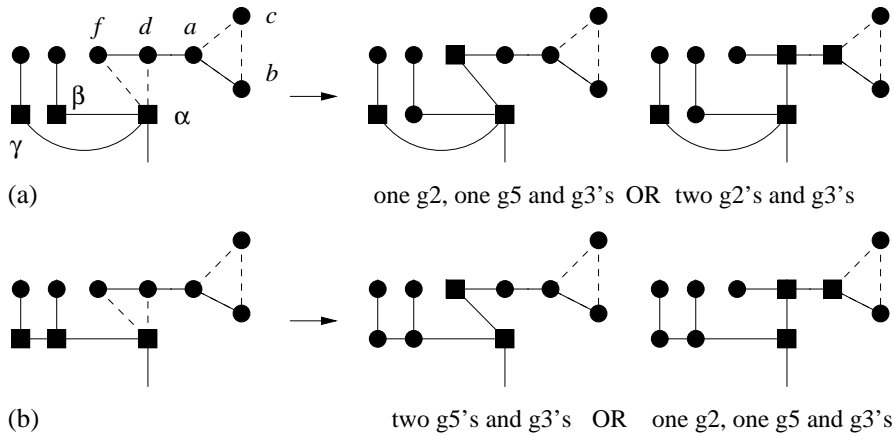 f d a c
b
β α
γ
(a) one g2, one g5 and g3's OR two g2's and g3's
(b) two g5's and g3's OR one g2, one g5 and g3's